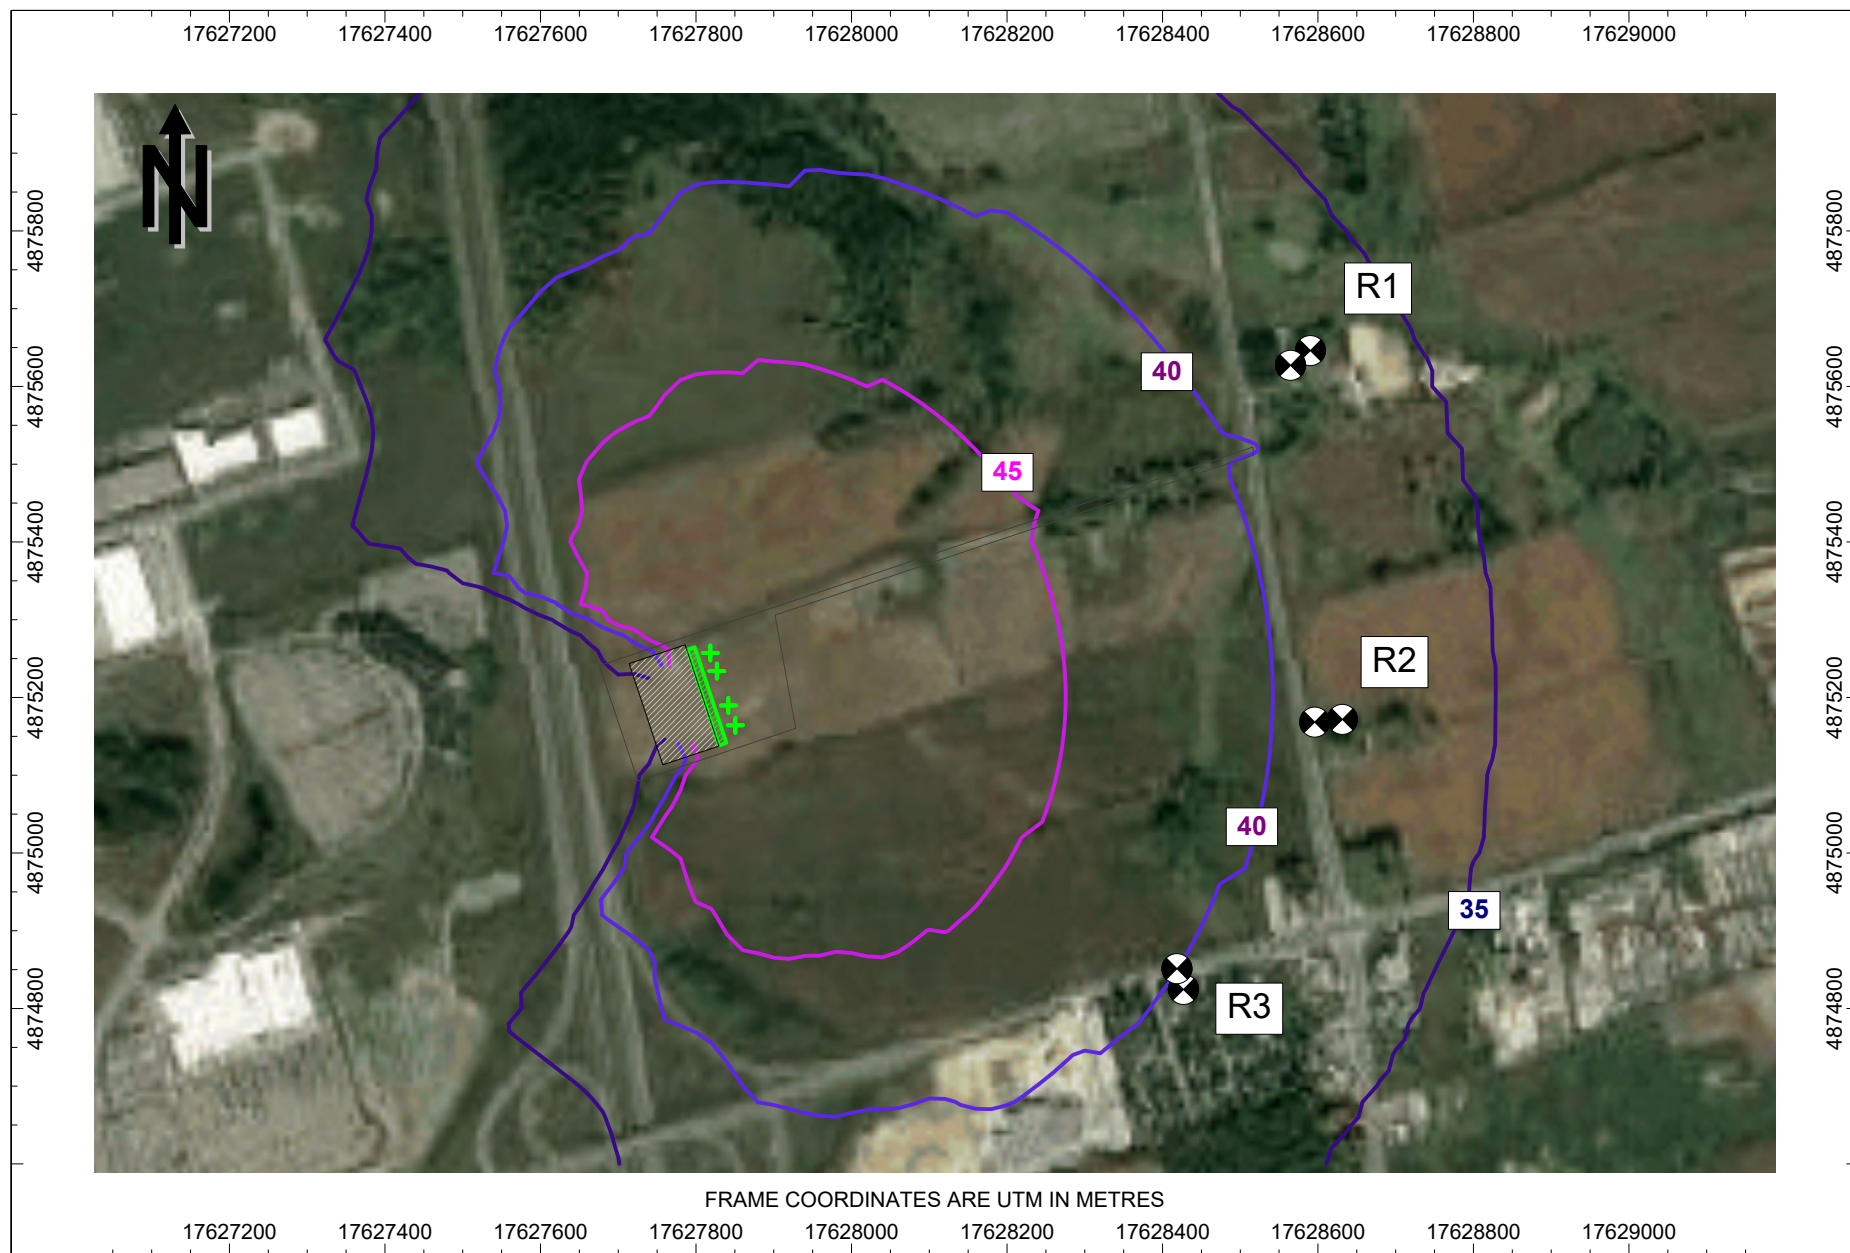 17627200 17627400 17627600 17627800 17628000 17628200 17628400 17628600 17628800 17629000
N
4875800 4875800
R1
40
4875600 4875600
45
4875400 4875400
R2
4875200 4875200
40
4875000 4875000
35
R3
4874800 4874800
FRAME COORDINATES ARE UTM IN METRES
17627200 17627400 17627600 17627800 17628000 17628200 17628400 17628600 17628800 17629000